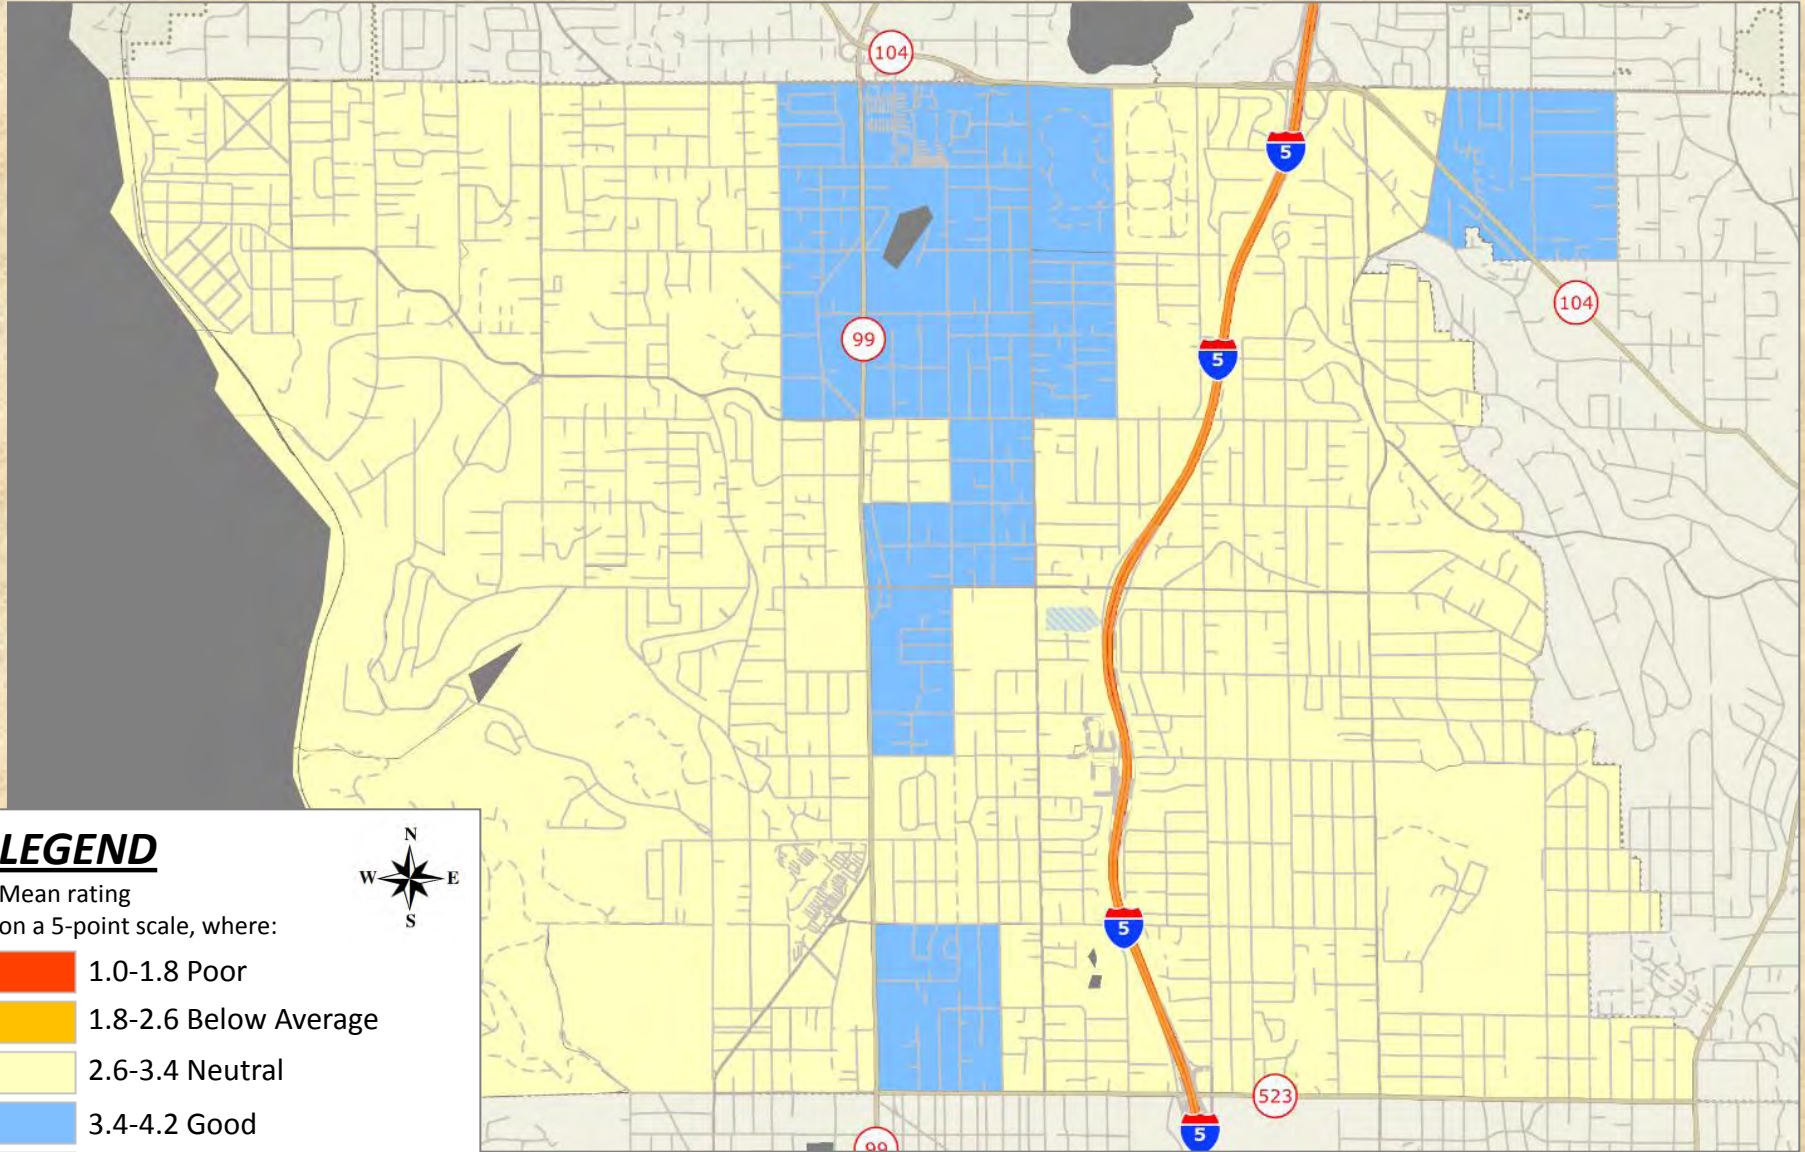 104
5
104
99
5
LEGEND
N
W E
S
Mean rating
on a 5-point scale, where:
1.0-1.8 Poor
1.8-2.6 Below Average
2.6-3.4 Neutral
3.4-4.2 Good
5
523
5
99